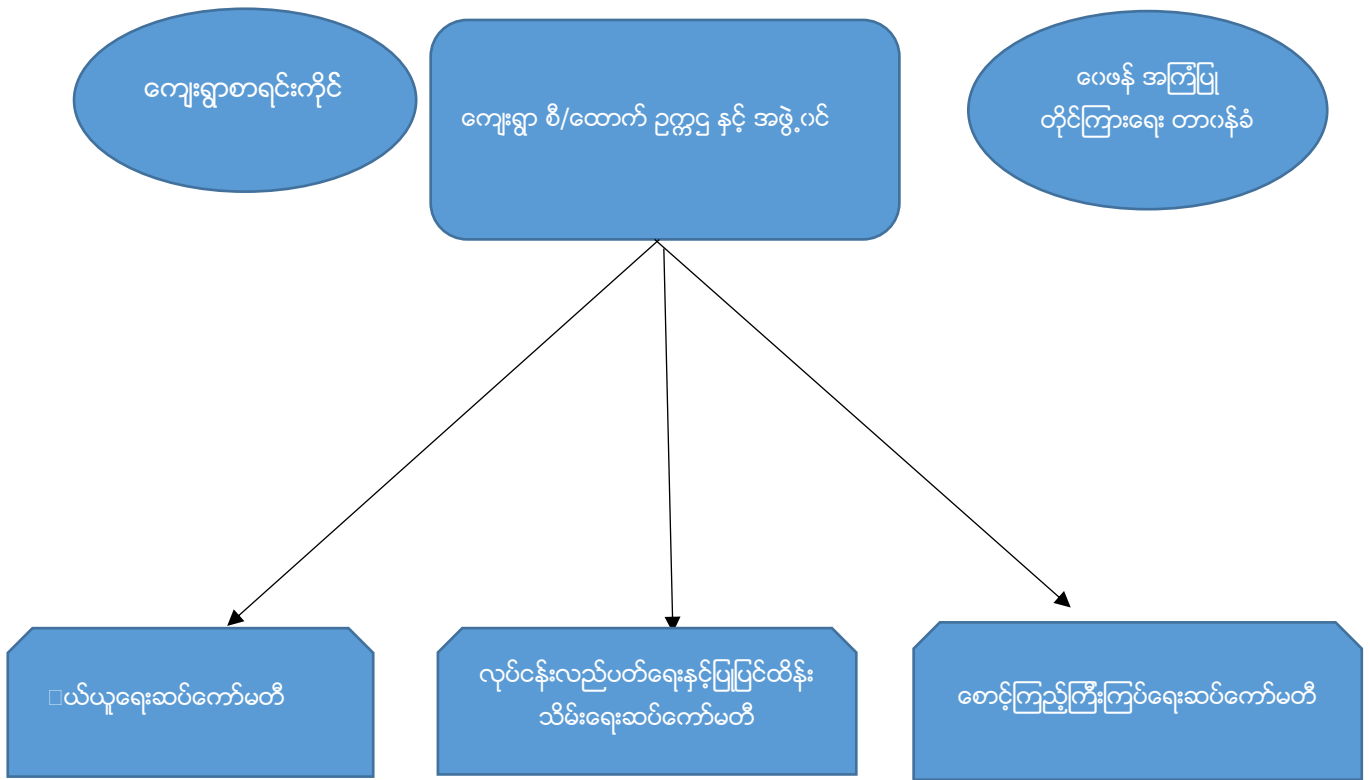 ကျေးရွာစာရင်းကိုင်
ကျေးရွာ စီ/ထောက် ဥက္ကဌ နှင့် အဖွဲ့ဝင်
ဝေဖန် အကြံပြု
တိုင်ကြားရေး တာဝန်ခံ
ယ်ယူရေးဆပ်ကော်မတီ
လုပ်ငန်းလည်ပတ်ရေးနှင့်ပြုပြင်ထိန်း
သိမ်းရေးဆပ်ကော်မတီ
စောင့်ကြည့်ကြီးကြပ်ရေးဆပ်ကော်မတီ